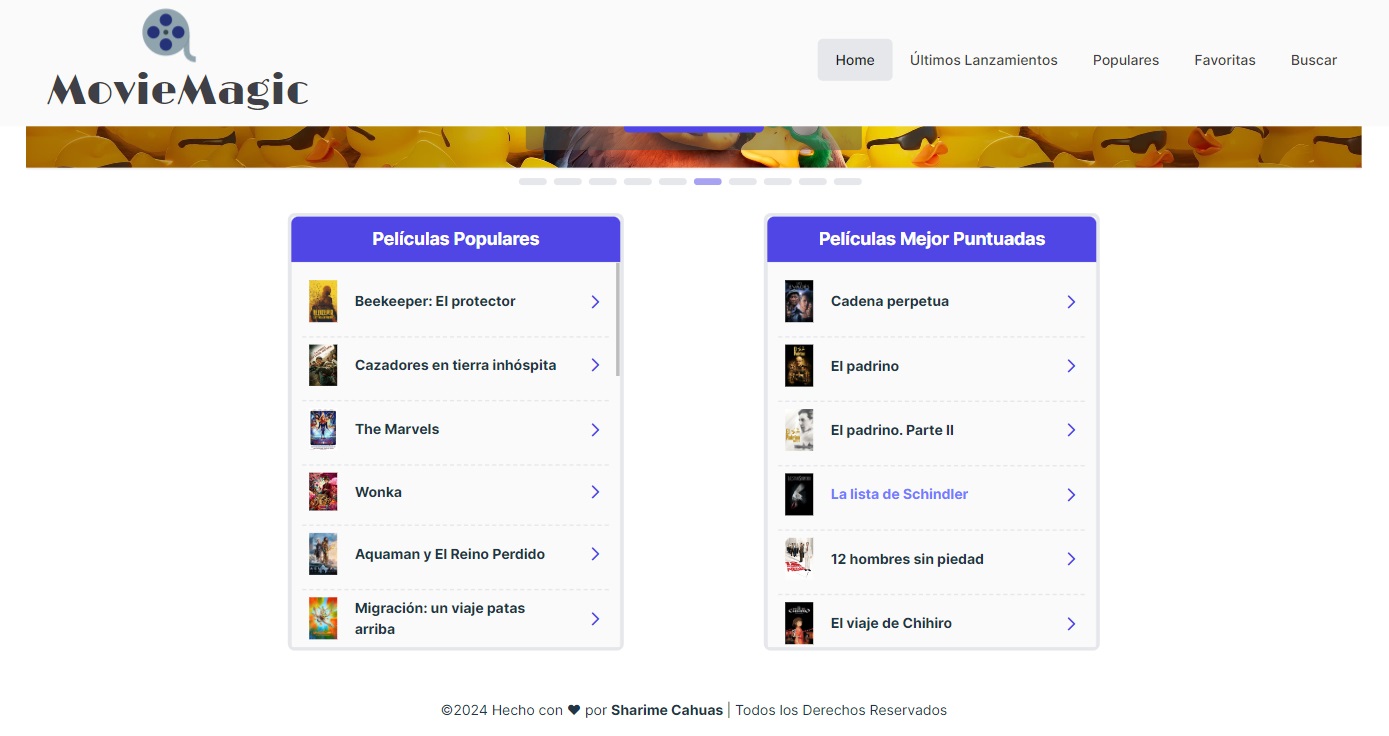 MovieMagic
Home
Últimos Lanzamientos
Populares
Favoritas
Buscar
Películas Populares
Beekeeper: El protector
Cazadores en tierra inhóspita
The Marvels
Wonka
Aquaman y El Reino Perdido
Migración: un viaje patas
arriba
Películas Mejor Puntuadas
Cadena perpetua
El padrino
El padrino. Parte II
La lista de Schindler
12 hombres sin piedad
El viaje de Chihiro
©2024 Hecho con ❤ por Sharime Cahuas | Todos los Derechos Reservados